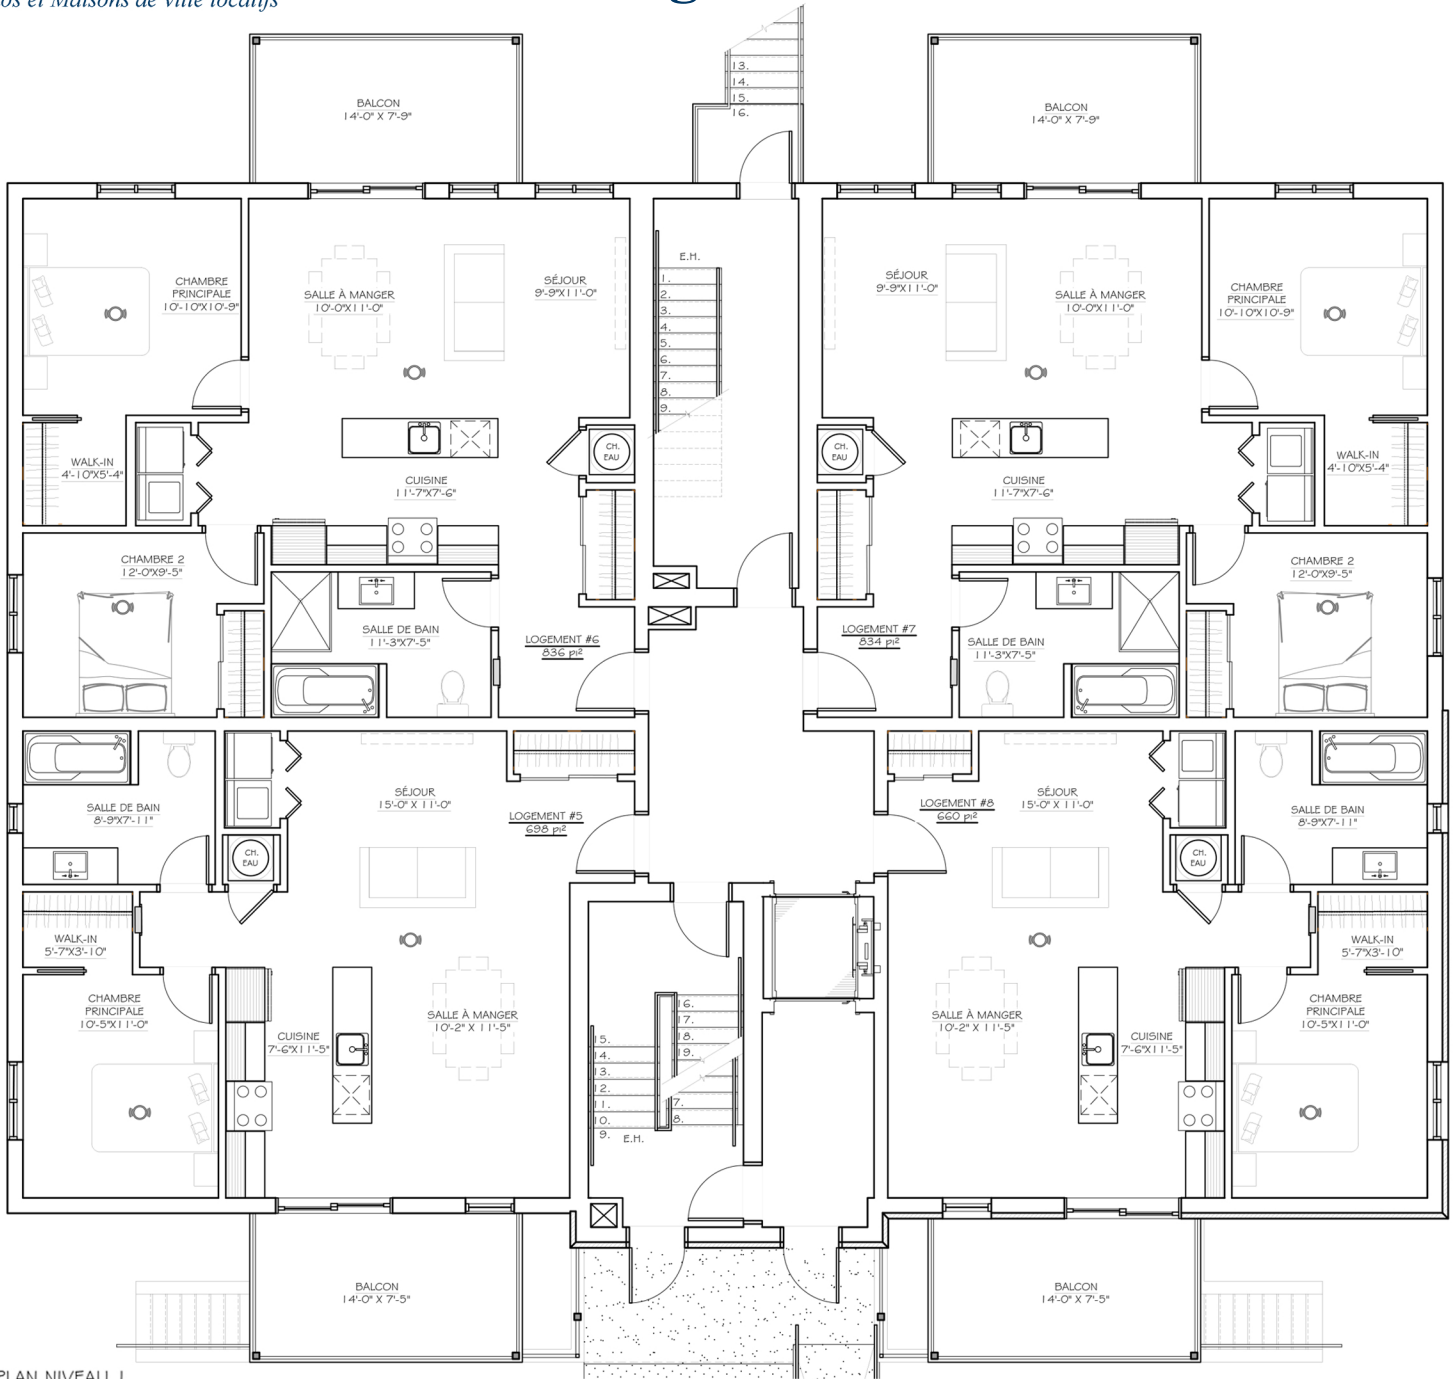 os et Maisons de ville locatifs
BALCON
14'-0" X 7'-9"
13.
14.
15.
16.
BALCON
14'-0" X 7'-9"
CHAMBRE
PRINCIPALE
10'-10"X10'-9"
SALLE À MANGER
10'-0"X11'-0"
SÉJOUR
9'-9"X11'-0"
E.H.
1.
2.
3.
4.
5.
6.
7.
8.
9.
SÉJOUR
9'-9"X11'-0"
SALLE À MANGER
10'-0"X11'-0"
CHAMBRE
PRINCIPALE
10'-10"X10'-9"
WALK-IN
4'-10"X5'-4"
CUISINE
11'-7"X7'-6"
CH.
EAU
CH.
EAU
CUISINE
11'-7"X7'-6"
WALK-IN
4'-10"X5'-4"
CHAMBRE 2
12'-0"X9'-5"
SALLE DE BAIN
11'-3"X7'-5"
LOGEMENT #6
836 pi²
LOGEMENT #7
834 pi²
SALLE DE BAIN
11'-3"X7'-5"
CHAMBRE 2
12'-0"X9'-5"
SALLE DE BAIN
8'-9"X7'-11"
CH.
EAU
SÉJOUR
15'-0" X 11'-0"
LOGEMENT #5
698 pi²
LOGEMENT #8
660 pi²
SÉJOUR
15'-0" X 11'-0"
CH.
EAU
SALLE DE BAIN
8'-9"X7'-11"
WALK-IN
5'-7"X3'-10"
WALK-IN
5'-7"X3'-10"
CHAMBRE
PRINCIPALE
10'-5"X11'-0"
CUISINE
7'-6"X11'-5"
SALLE À MANGER
10'-2" X 11'-5"
16.
17.
18.
19.
15.
14.
13.
12.
11.
10.
9.
7.
8.
E.H.
SALLE À MANGER
10'-2" X 11'-5"
CUISINE
7'-6"X11'-5"
CHAMBRE
PRINCIPALE
10'-5"X11'-0"
BALCON
14'-0" X 7'-5"
BALCON
14'-0" X 7'-5"
PLAN NIVEAU 1